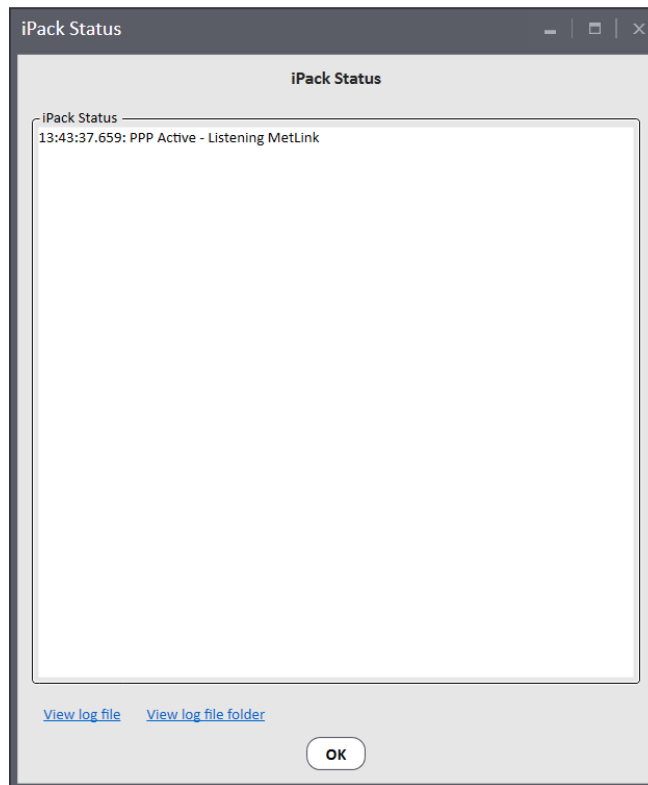 iPack Status
iPack Status
iPack Status
13:43:37.659: PPP Active - Listening MetLink
View log file View log file folder
OK